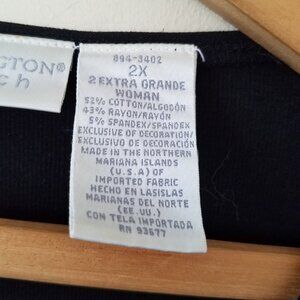 GTON®
ch
894-3402
2X
2 EXTRA GRANDE
WOMAN
52% COTTON/ALGODÓN
43% RAYON/RAYÓN
5% SPANDEX/SPANDEX
EXCLUSIVE OF DECORATION/
EXCLUSIVO DE DECORACIÓN
MADE IN THE NORTHERN
MARIANA ISLANDS
(U.S.A) OF
IMPORTED FABRIC
HECHO EN LASISLAS
MARIANAS DEL NORTE
(EE.UU.)
CON TELA IMPORTADA
RN 93677